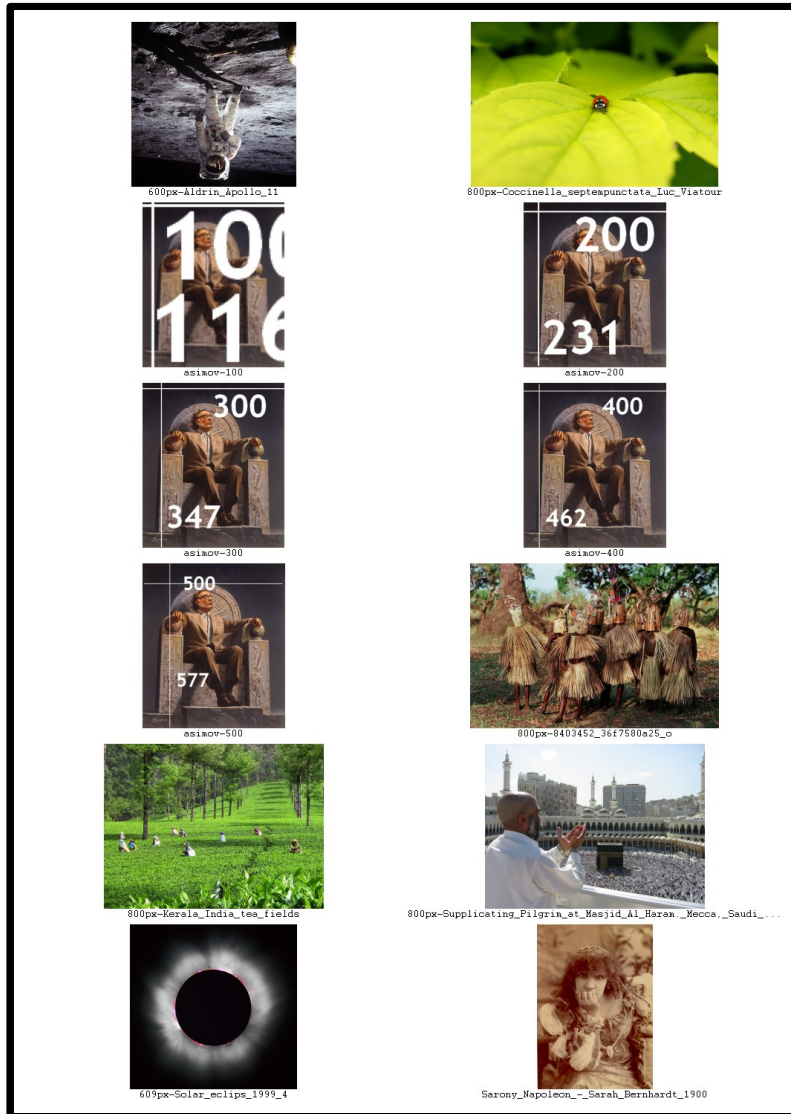 600px-Aldrin_Apollo_11
800px-Coccinella_septempunctata_Luc_Viatour
100
116
asimov-100
200
231
asimov-200
300
347
asimov-300
400
462
asimov-400
500
577
asimov-500
800px-8403452_36f7580a25_o
800px-Kerala_India_tea_fields
800px-Supplicating_Pilgrim_at_Masjid_Al_Haram._Mecca,_Saudi_...
609px-Solar_eclips_1999_4
Sarony_Napoleon_-_Sarah_Bernhardt_1900